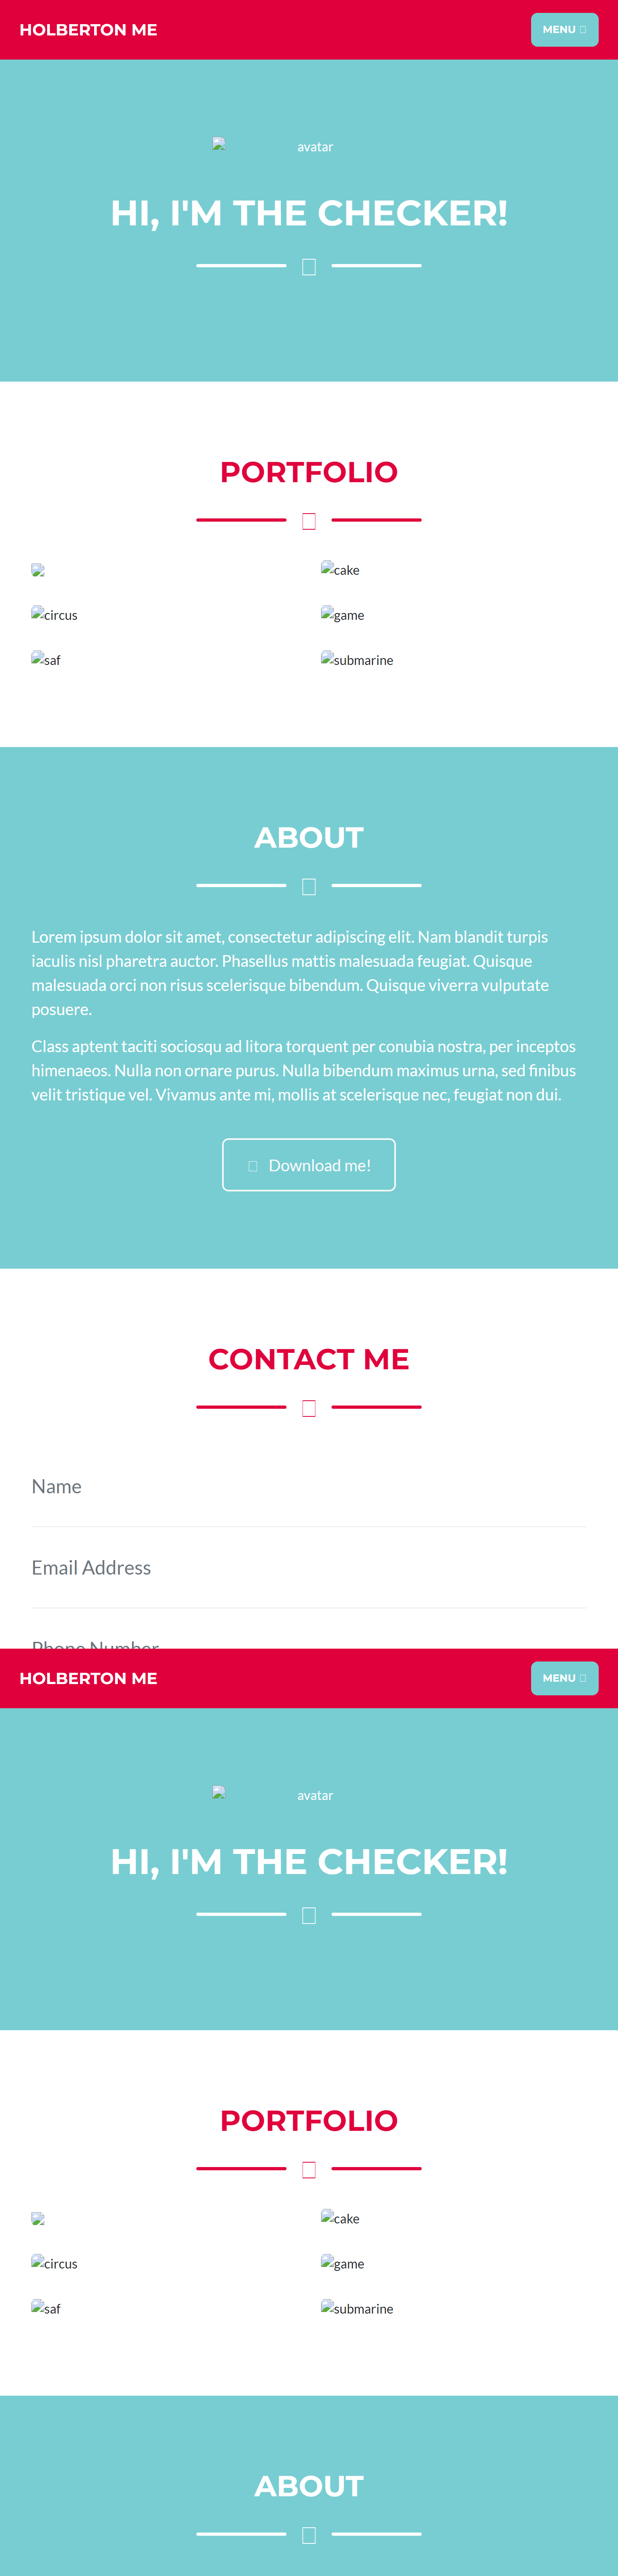 HOLBERTON ME
MENU
avatar
HI, I'M THE CHECKER!
PORTFOLIO
cake
circus
game
saf
submarine
ABOUT
Lorem ipsum dolor sit amet, consectetur adipiscing elit. Nam blandit turpis
iaculis nisl pharetra auctor. Phasellus mattis malesuada feugiat. Quisque
malesuada orci non risus scelerisque bibendum. Quisque viverra vulputate
posuere.
Class aptent taciti sociosqu ad litora torquent per conubia nostra, per inceptos
himenaeos. Nulla non ornare purus. Nulla bibendum maximus urna, sed finibus
velit tristique vel. Vivamus ante mi, mollis at scelerisque nec, feugiat non dui.
Download me!
CONTACT ME
Name
Email Address
Phone Number
HOLBERTON ME
MENU
avatar
HI, I'M THE CHECKER!
PORTFOLIO
cake
circus
game
saf
submarine
ABOUT